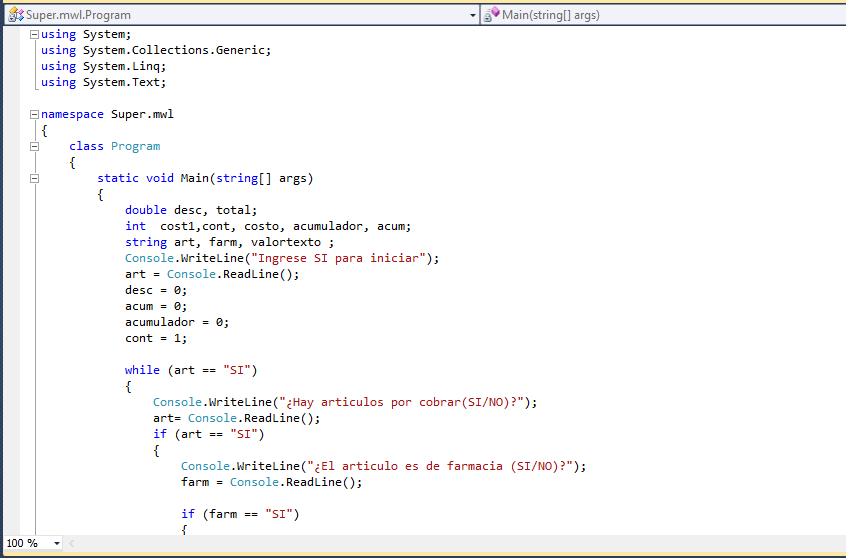 Super.mwl.Program Main(string[] args)
using System;
using System.Collections.Generic;
using System.Linq;
using System.Text;
namespace Super.mwl
{
class Program
{
static void Main(string[] args)
{
double desc, total;
int  cost1,cont, costo, acumulador, acum;
string art, farm, valortexto ;
Console.WriteLine("Ingrese SI para iniciar");
art = Console.ReadLine();
desc = 0;
acum = 0;
acumulador = 0;
cont = 1;
while (art == "SI")
{
Console.WriteLine("¿Hay articulos por cobrar(SI/NO)?");
art= Console.ReadLine();
if (art == "SI")
{
Console.WriteLine("¿El articulo es de farmacia (SI/NO)?");
farm = Console.ReadLine();
if (farm == "SI")
{
100 %